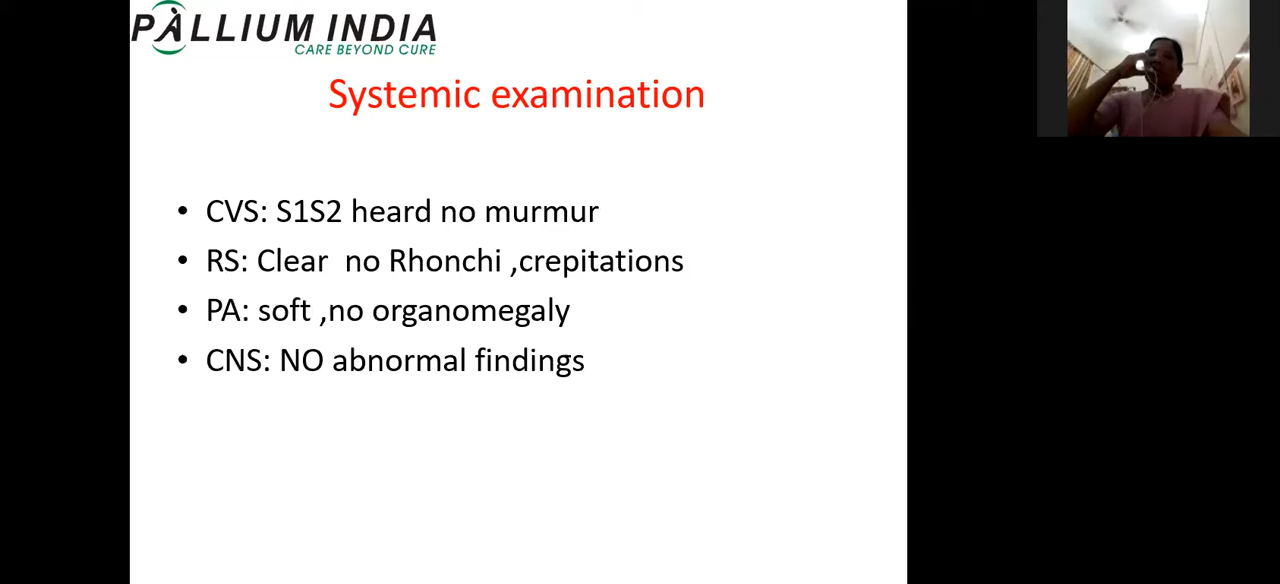 PALLIUM INDIA
CARE BEYOND CURE
Systemic examination
• CVS: S1S2 heard no murmur
• RS: Clear  no Rhonchi ,crepitations
• PA: soft ,no organomegaly
• CNS: NO abnormal findings